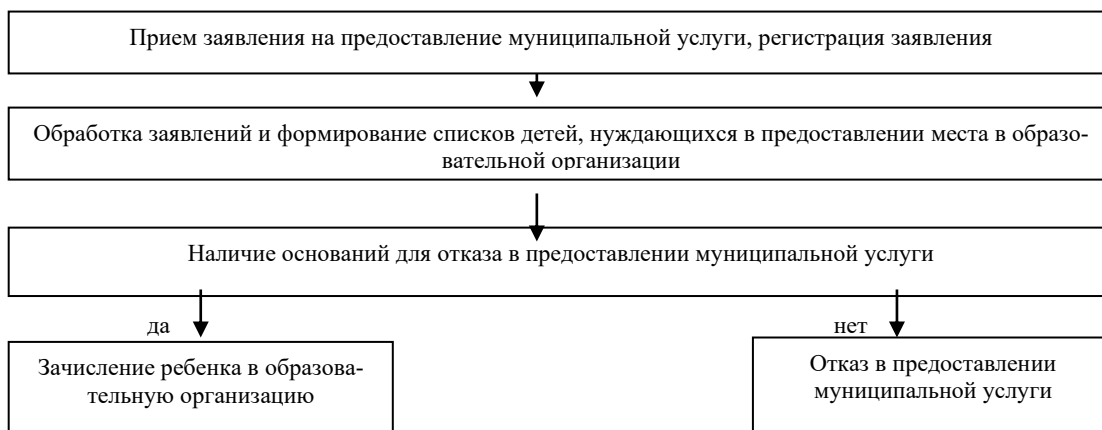 Прием заявления на предоставление муниципальной услуги, регистрация заявления
Обработка заявлений и формирование списков детей, нуждающихся в предоставлении места в образо-
вательной организации
Наличие оснований для отказа в предоставлении муниципальной услуги
да
нет
Зачисление ребенка в образова-
тельную организацию
Отказ в предоставлении
муниципальной услуги